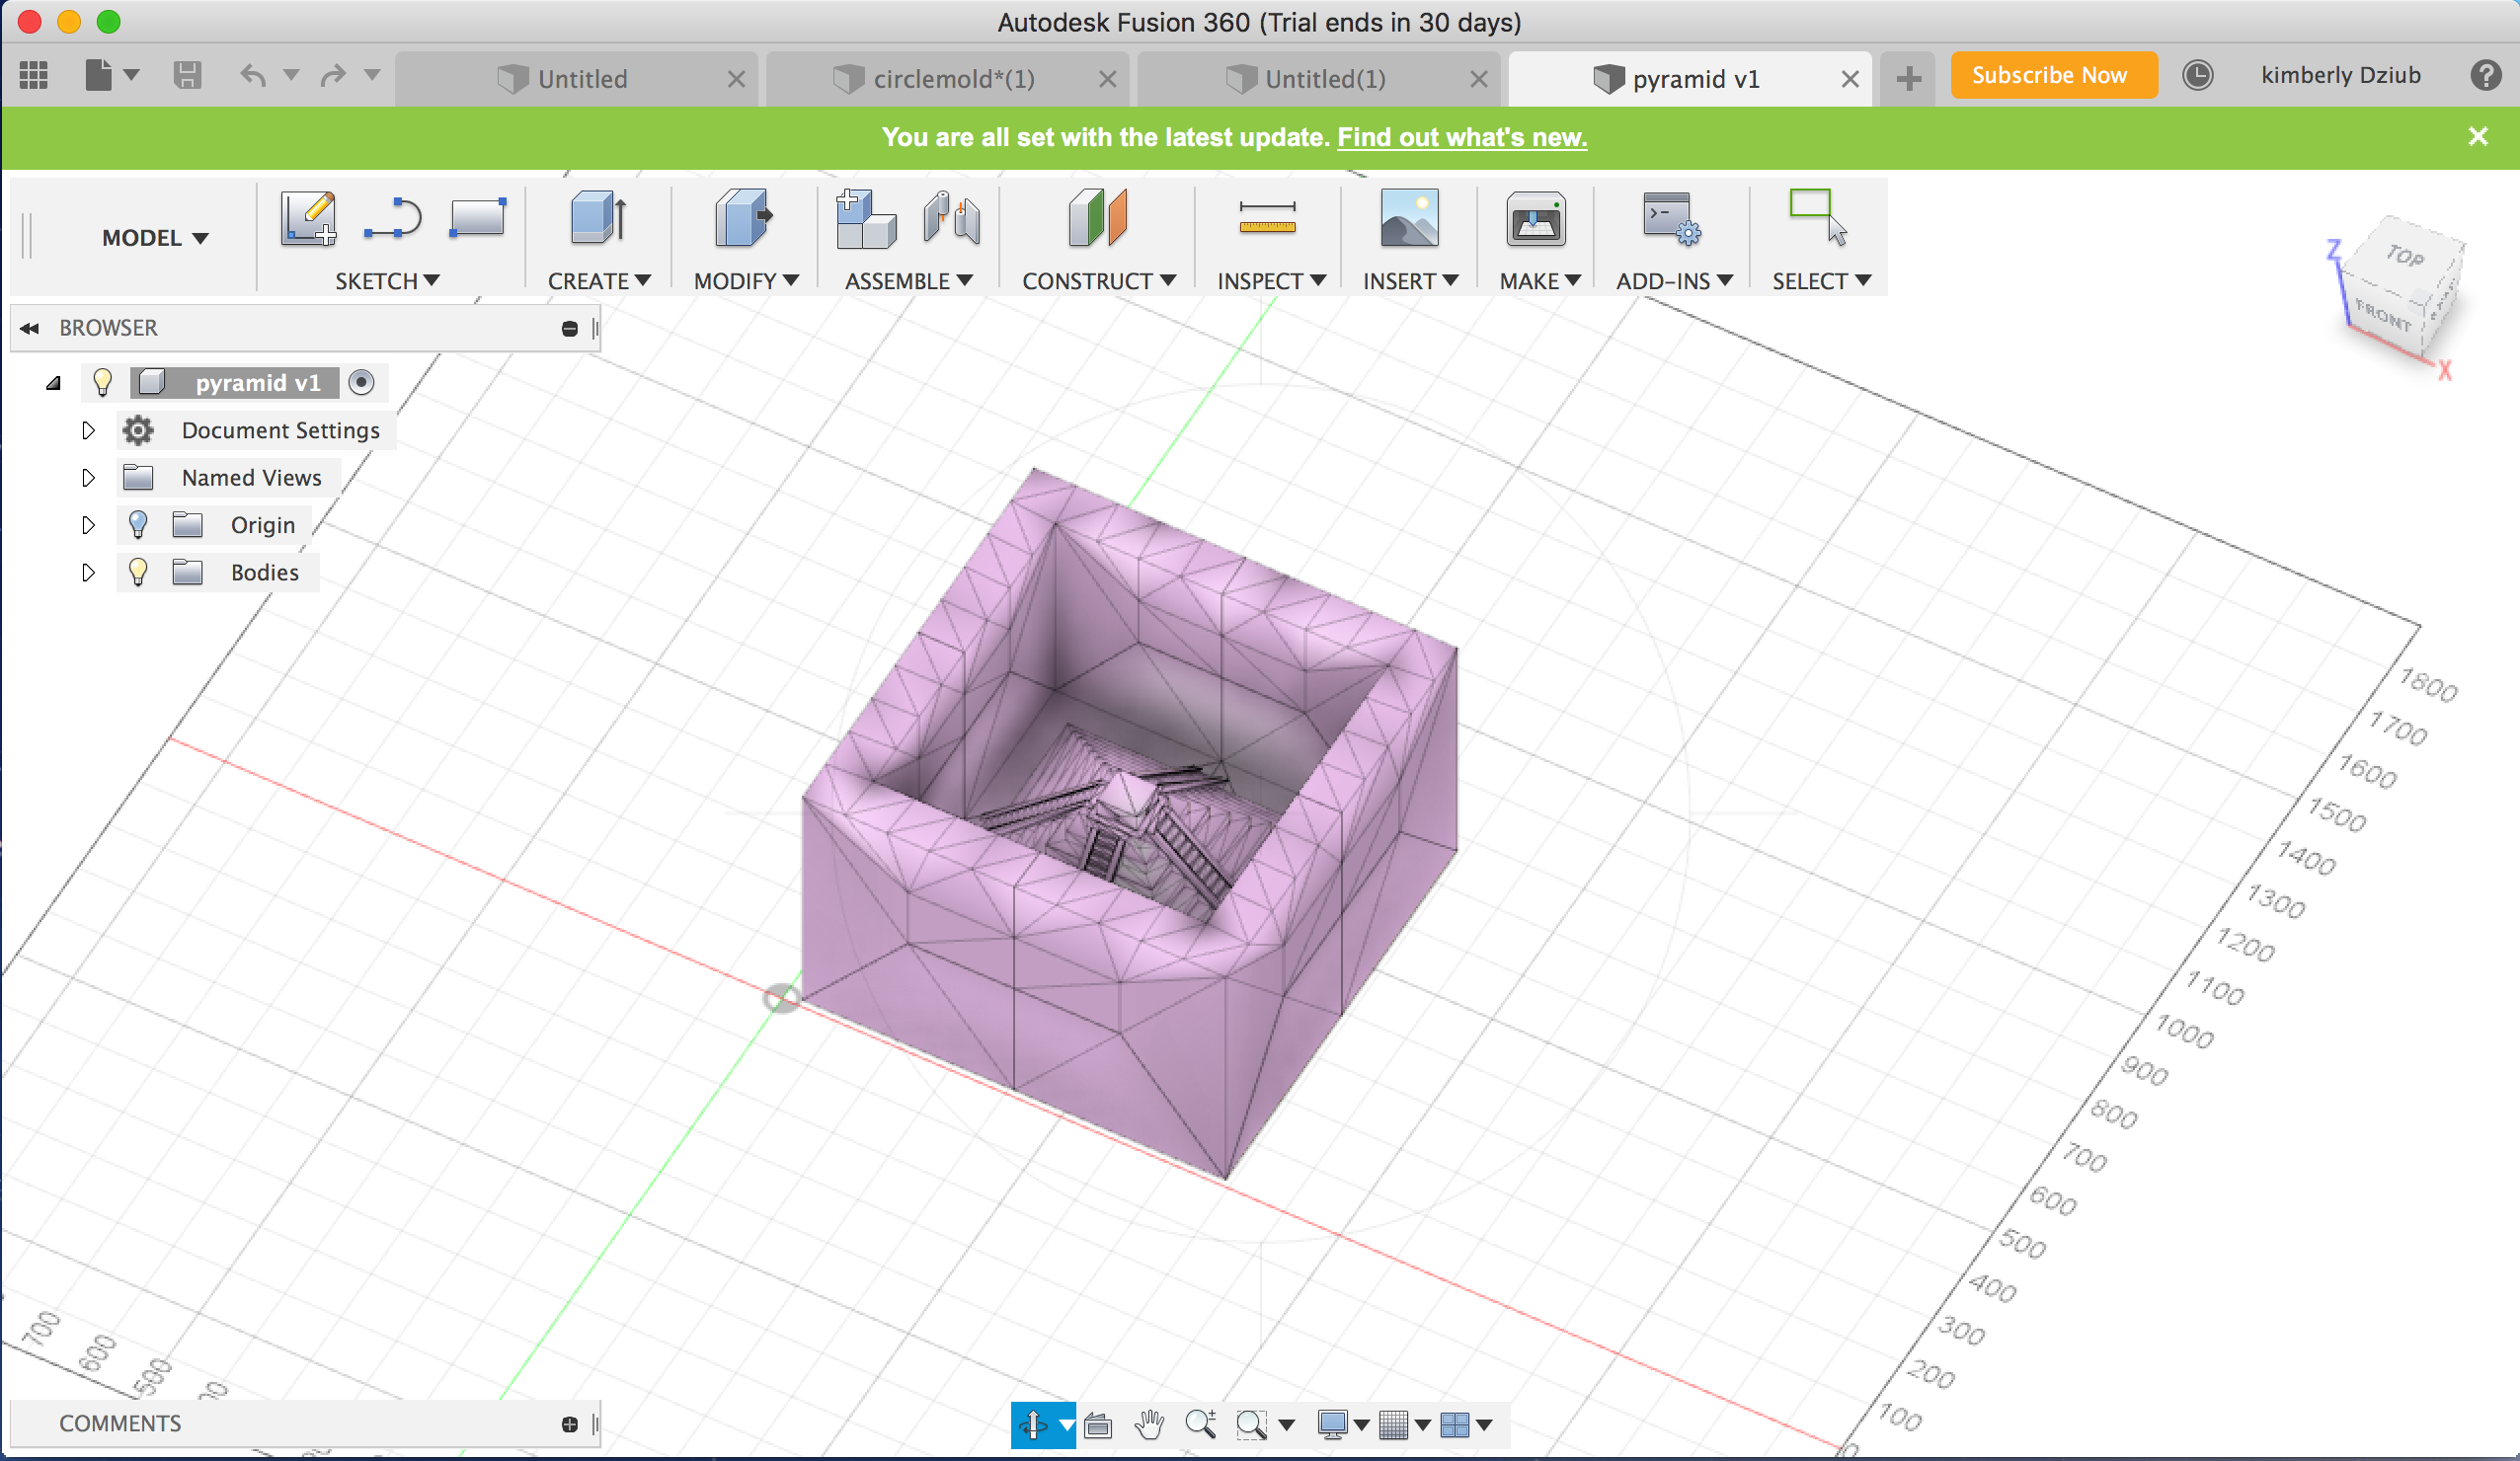 Autodesk Fusion 360 (Trial ends in 30 days)
Untitled
circlemold*(1)
Untitled(1)
pyramid v1
Subscribe Now
kimberly Dziub
You are all set with the latest update. Find out what's new.
MODEL
SKETCH
CREATE
MODIFY
ASSEMBLE
CONSTRUCT
INSPECT
INSERT
MAKE
ADD-INS
SELECT
TOP
FRONT
Z
X
BROWSER
pyramid v1
Document Settings
Named Views
Origin
Bodies
1800
1700
1600
1500
1400
1300
1200
1100
1000
900
800
700
600
500
400
300
200
100
0
700
600
500
COMMENTS